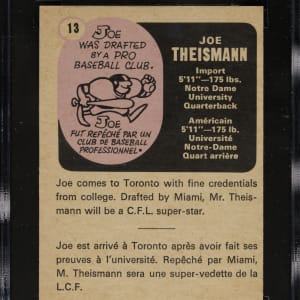 13
JOE
WAS DRAFTED
BY A PRO
BASEBALL CLUB.
JOE
FUT REPÊCHÉ PAR UN
CLUB DE BASEBALL
PROFESSIONNEL.
JOE
THEISMANN
Import
5'11"—175 lbs.
Notre Dame
University
Quarterback
Américain
5'11"—175 lbs.
Université
Notre-Dame
Quart arrière
Joe comes to Toronto with fine credentials
from college. Drafted by Miami, Mr. Theis-
mann will be a C.F.L. super-star.
Joe est arrivé à Toronto après avoir fait ses
preuves à l'université. Repêché par Miami,
M. Theismann sera une super-vedette de la
L.C.F.